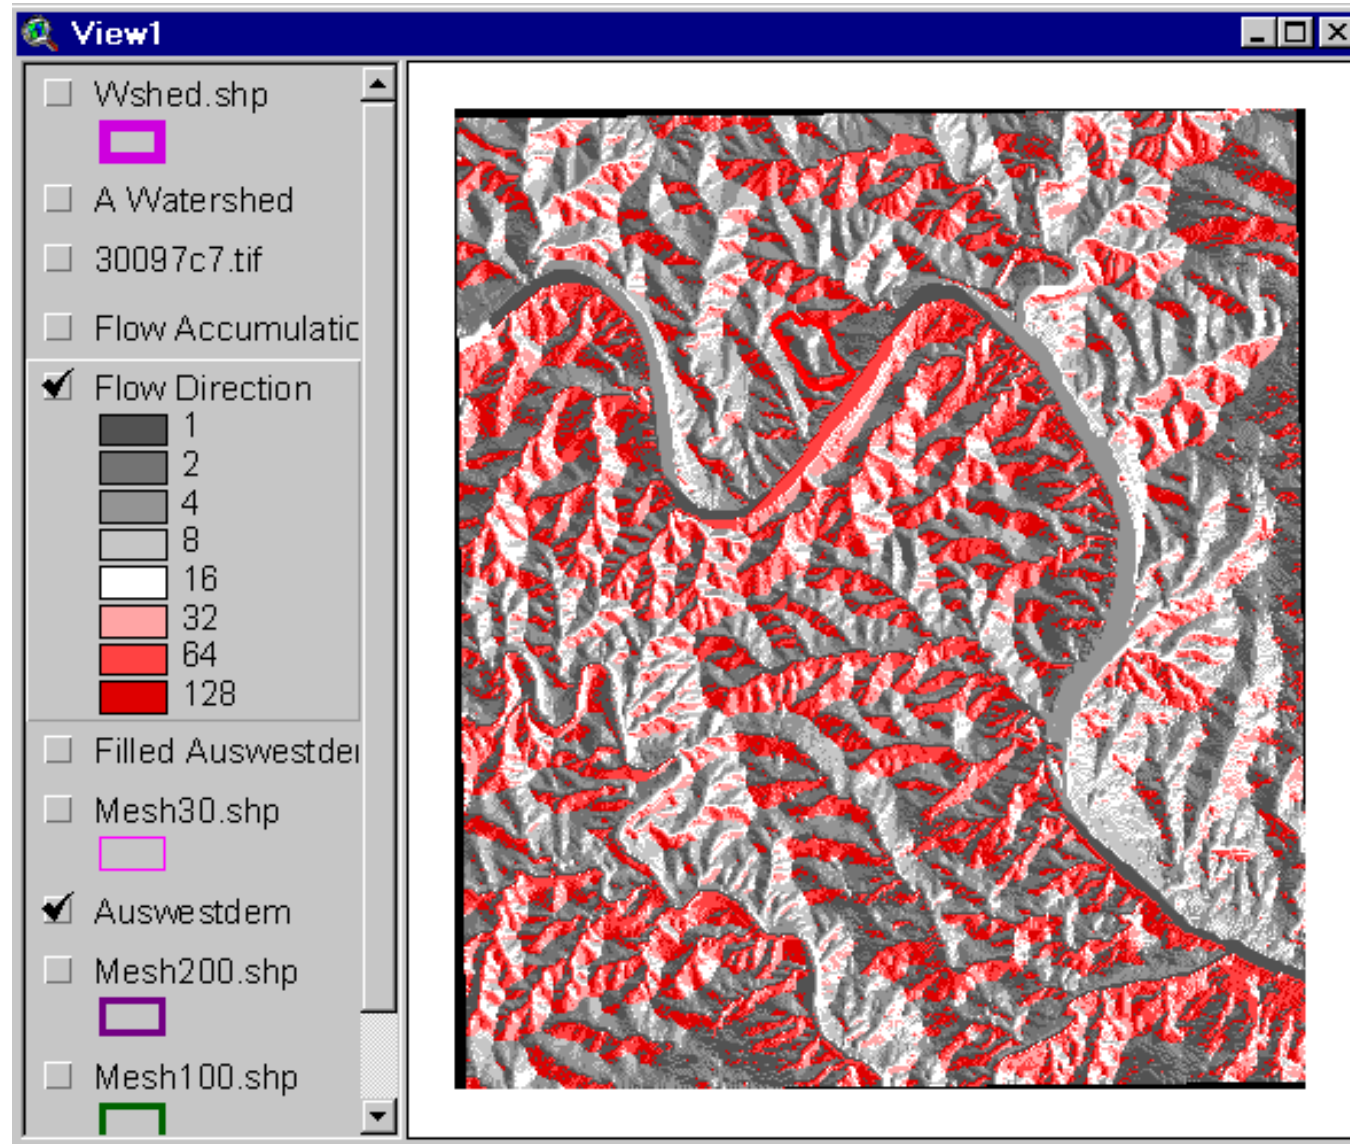 View1
Wshed.shp
A Watershed
30097c7.tif
Flow Accumulatic
Flow Direction
1
2
4
8
16
32
64
128
Filled Auswestder
Mesh30.shp
Auswestdem
Mesh200.shp
Mesh100.shp